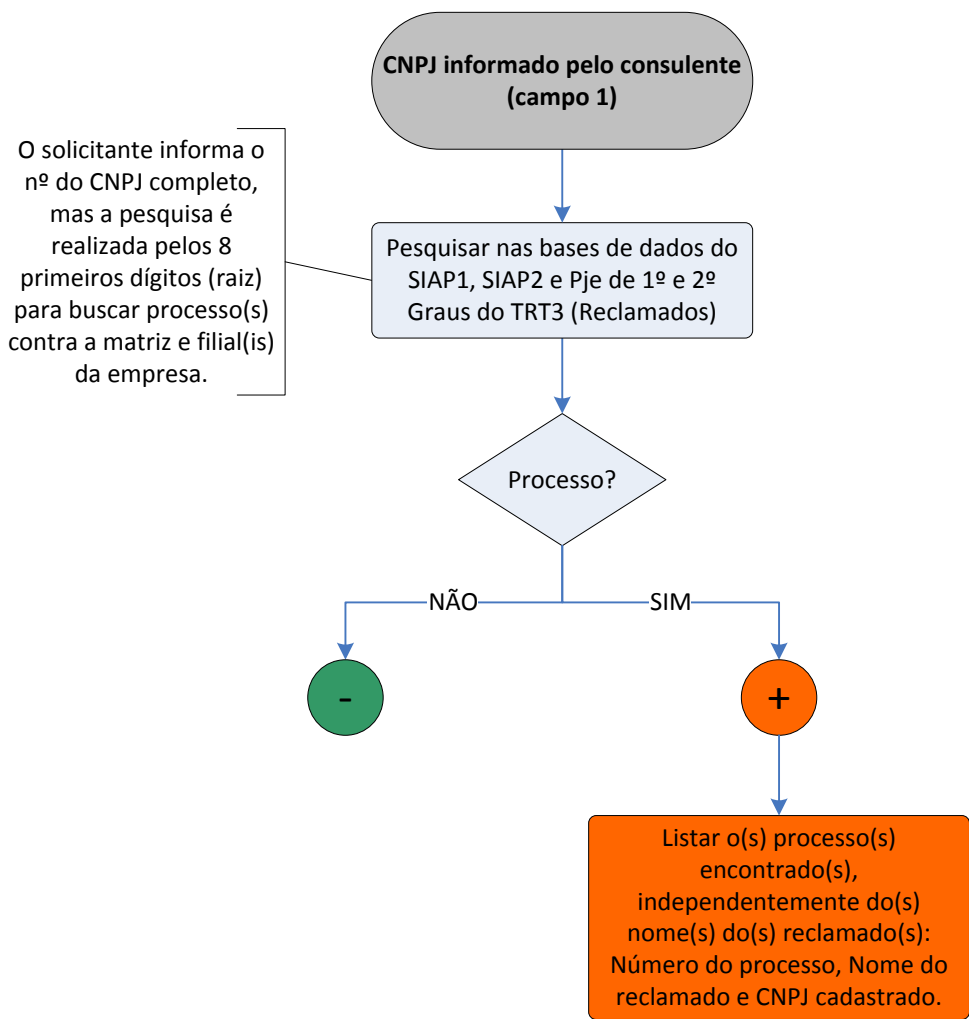 CNPJ informado pelo consulente
(campo 1)
O solicitante informa o
nº do CNPJ completo,
mas a pesquisa é
realizada pelos 8
primeiros dígitos (raiz)
para buscar processo(s)
contra a matriz e filial(is)
da empresa.
Pesquisar nas bases de dados do
SIAP1, SIAP2 e Pje de 1º e 2º
Graus do TRT3 (Reclamados)
Processo?
NÃO
SIM
-
+
Listar o(s) processo(s)
encontrado(s),
independentemente do(s)
nome(s) do(s) reclamado(s):
Número do processo, Nome do
reclamado e CNPJ cadastrado.